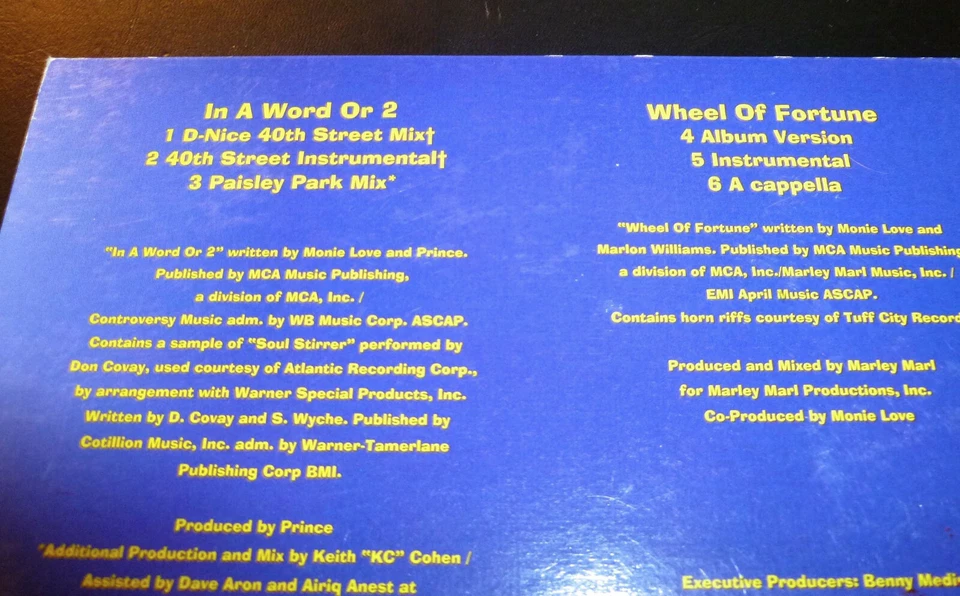 In A Word Or 2
1 D-Nice 40th Street Mix†
2 40th Street Instrumental†
3 Paisley Park Mix*
"In A Word Or 2" written by Monie Love and Prince.
Published by MCA Music Publishing,
a division of MCA, Inc. /
Controversy Music adm. by WB Music Corp. ASCAP.
Contains a sample of "Soul Stirrer" performed by
Don Covay, used courtesy of Atlantic Recording Corp.,
by arrangement with Warner Special Products, Inc.
Written by D. Covay and S. Wyche. Published by
Cotillion Music, Inc. adm. by Warner-Tamerlane
Publishing Corp BMI.
Produced by Prince
*Additional Production and Mix by Keith "KC" Cohen /
Assisted by Dave Aron and Airiq Anest at
Wheel Of Fortune
4 Album Version
5 Instrumental
6 A cappella
"Wheel Of Fortune" written by Monie Love and
Marlon Williams. Published by MCA Music Publishing
a division of MCA, Inc./Marley Marl Music, Inc. /
EMI April Music ASCAP.
Contains horn riffs courtesy of Tuff City Record
Produced and Mixed by Marley Marl
for Marley Marl Productions, Inc.
Co-Produced by Monie Love
Executive Producers: Benny Medi